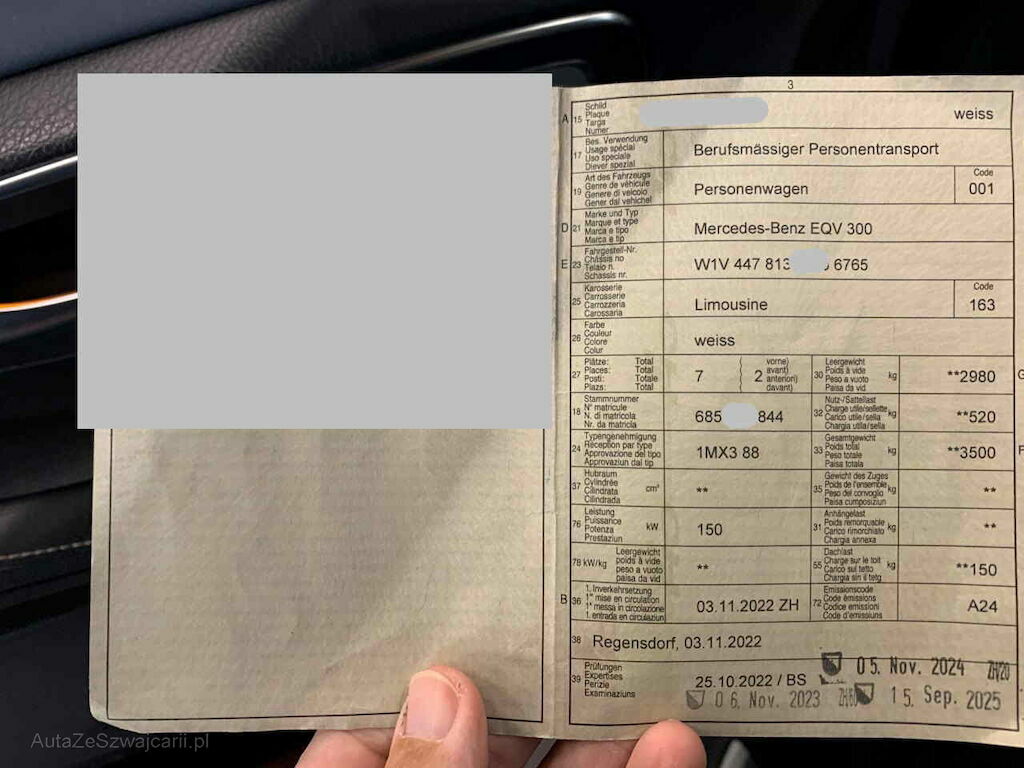 3
A 15 Schild
Plaque
Targa
Numer
weiss
17 Bes. Verwendung
Usage spécial
Uso speciale
Diever spezial
Berufsmässiger Personentransport
19 Art des Fahrzeugs
Genre de véhicule
Genere di veicolo
Gener dal vehichel
Personenwagen
Code
001
D 21 Marke und Typ
Marque et type
Marca e tipo
Marca e tip
Mercedes-Benz EQV 300
E 23 Fahrgestell-Nr.
Châssis no
Telaio n.
Schassis nr.
W1V 447 813 6765
25 Karosserie
Carrosserie
Carrozzeria
Carossaria
Limousine
Code
163
26 Farbe
Couleur
Colore
Colur
weiss
27 Plätze: Total
Places: Total
Posti: Totale
Plazs: Total
7
2
vorne)
avant)
anteriori)
davant)
30 Leergewicht
Poids à vide
Peso a vuoto
Paisa da vid
kg
**2980
G
18 Stammnummer
N° matricule
N. di matricola
Nr. da matricla
685 844
32 Nutz-/Sattellast
Charge utile/sellette
Carico utile/sella
Chargia utila/sella
kg
**520
24 Typengenehmigung
Réception par type
Approvazione del tipo
Approvaziun dal tip
1MX3 88
33 Gesamtgewicht
Poids total
Peso totale
Paisa totala
kg
**3500
F
37 Hubraum
Cylindrée
Cilindrata
Cilindrada
cm³
**
35 Gewicht des Zuges
Poids de l'ensemble
Peso del convoglio
Paisa cumposiziun
kg
**
76 Leistung
Puissance
Potenza
Prestaziun
kW
150
31 Anhängelast
Poids remorquable
Carico rimorchiato
Chargia annexa
kg
**
78 kW/kg Leergewicht
poids à vide
peso a vuoto
paisa da vid
**
55 Dachlast
Charge sur le toit
Carico sul tetto
Chargia sin il tetg
kg
**150
B 36 1. Inverkehrsetzung
1re mise en circulation
1a messa in circolazione
1. entrada en circulaziun
03.11.2022 ZH
72 Emissionscode
Code émissions
Codice emissioni
Code d'emissiuns
A24
38 Regensdorf, 03.11.2022
39 Prüfungen
Expertises
Perizie
Examinaziuns
25.10.2022 / BS
05. Nov. 2024 ZH20
06. Nov. 2023
15. Sep. 2025
AutaZeSzwajcarii.pl